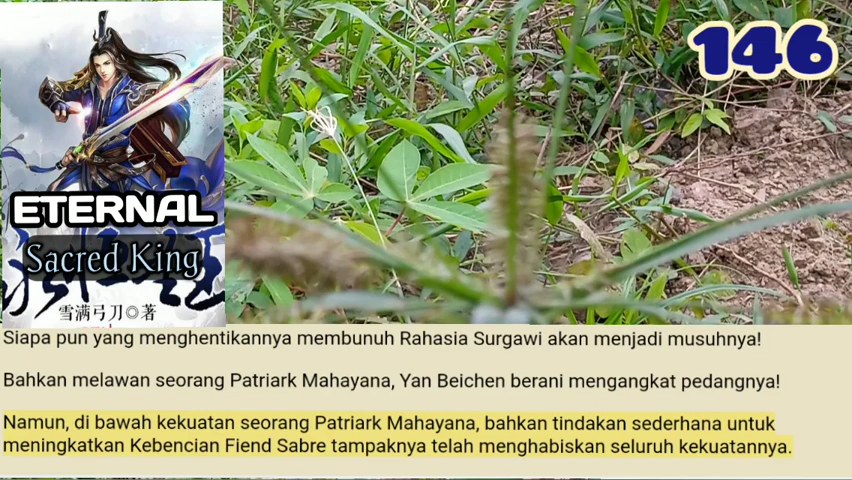 146
ETERNAL
Sacred King
雪满弓刀◎著
Siapa pun yang menghentikannya membunuh Rahasia Surgawi akan menjadi musuhnya!
Bahkan melawan seorang Patriark Mahayana, Yan Beichen berani mengangkat pedangnya!
Namun, di bawah kekuatan seorang Patriark Mahayana, bahkan tindakan sederhana untuk
meningkatkan Kebencian Fiend Sabre tampaknya telah menghabiskan seluruh kekuatannya.